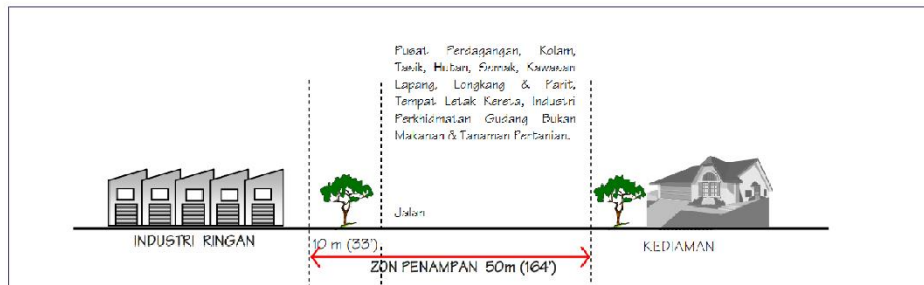 Pusat Perdagangan, Kolam,
Tasik, Hutan, Semak, Kawasan
Lapang, Longkang & Parit,
Tempat Letak Kereta, Industri
Perkhidmatan Gudang Bukan
Makanan & Tanaman Pertanian.
Jalan
INDUSTRI RINGAN
10 m (33')
KEDIAMAN
ZON PENAMPAN 50m (164')